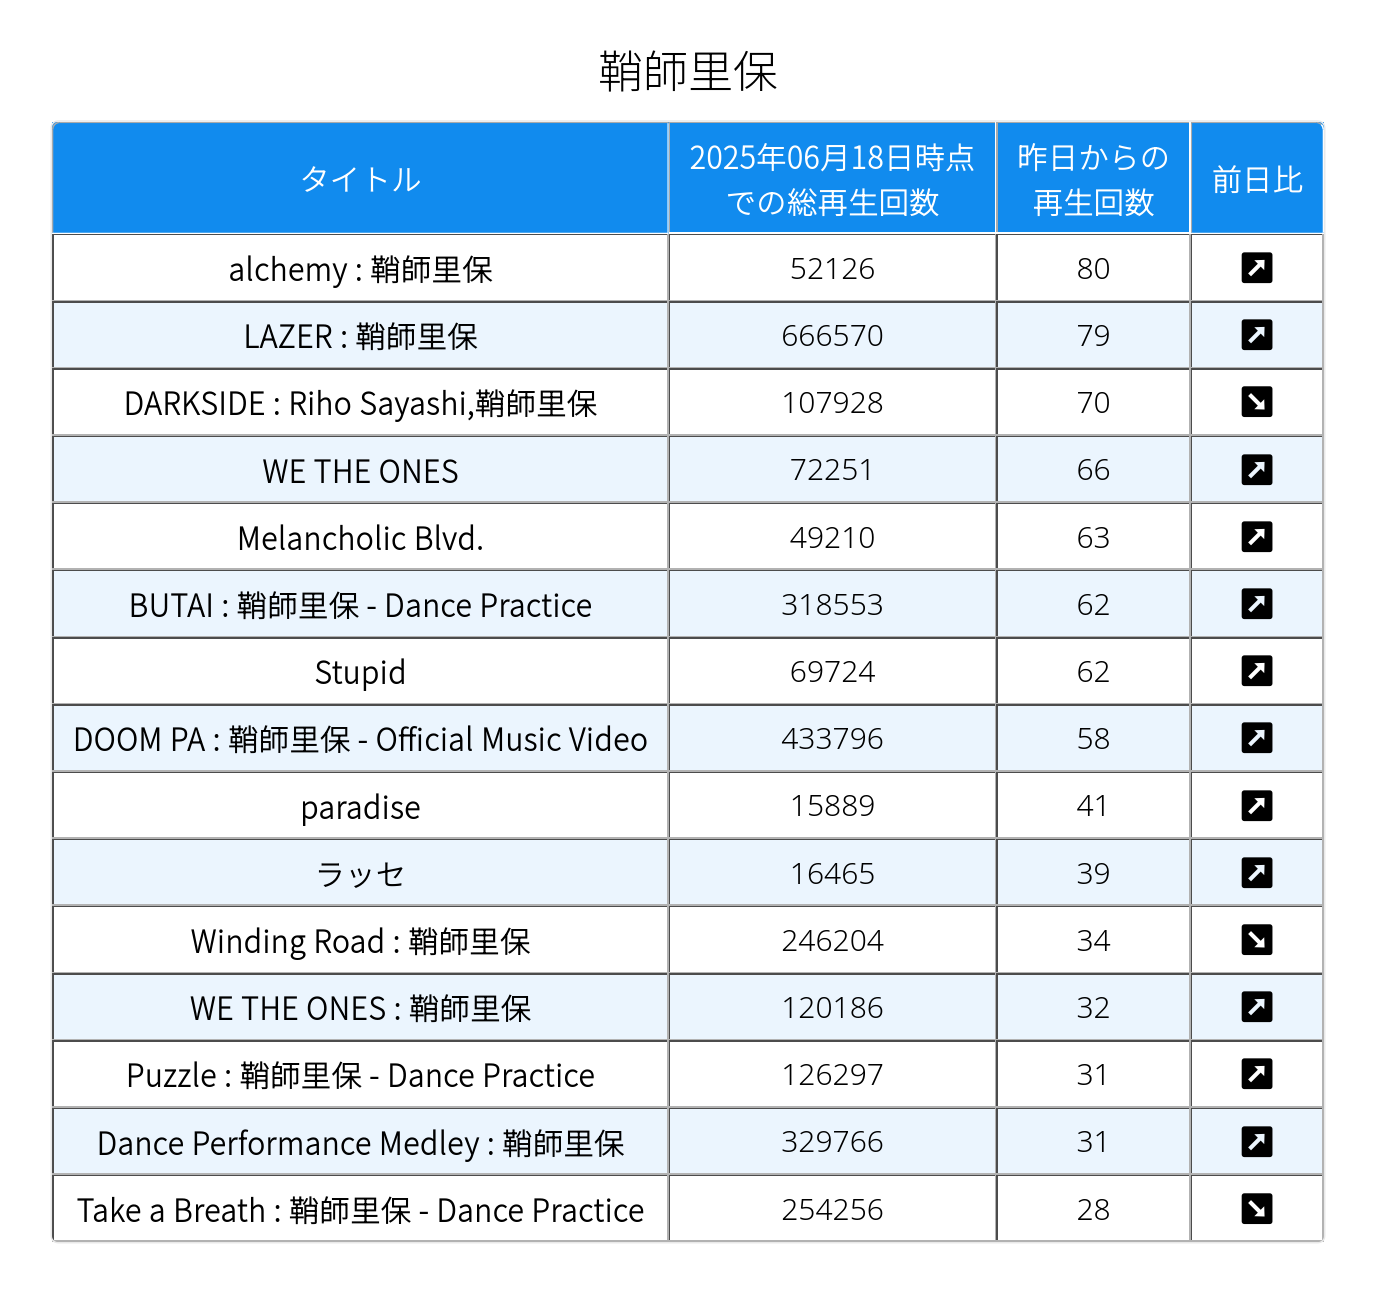 鞘師里保
タイトル
2025年06月18日時点
での総再生回数
昨日からの
再生回数
前日比
alchemy : 鞘師里保 52126 80
LAZER : 鞘師里保 666570 79
DARKSIDE : Riho Sayashi,鞘師里保 107928 70
WE THE ONES 72251 66
Melancholic Blvd. 49210 63
BUTAI : 鞘師里保 - Dance Practice 318553 62
Stupid 69724 62
DOOM PA : 鞘師里保 - Official Music Video 433796 58
paradise 15889 41
ラッセ 16465 39
Winding Road : 鞘師里保 246204 34
WE THE ONES : 鞘師里保 120186 32
Puzzle : 鞘師里保 - Dance Practice 126297 31
Dance Performance Medley : 鞘師里保 329766 31
Take a Breath : 鞘師里保 - Dance Practice 254256 28